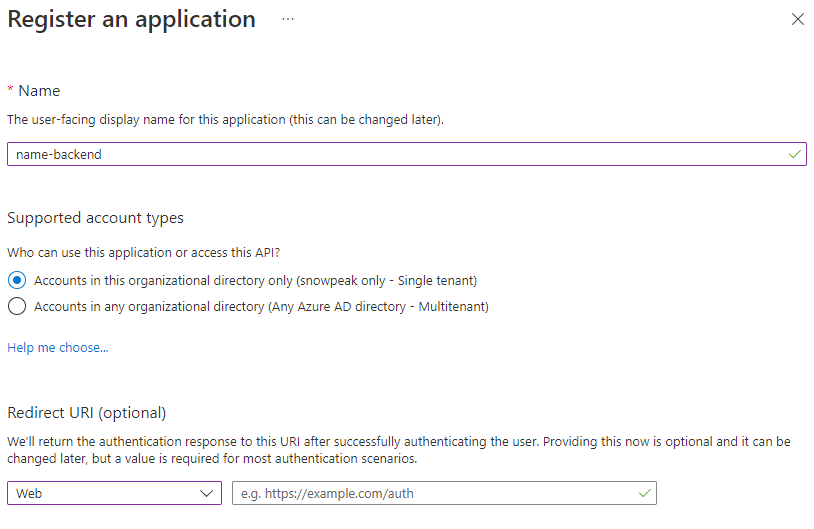 Register an application ...
* Name
The user-facing display name for this application (this can be changed later).
name-backend
Supported account types
Who can use this application or access this API?
Accounts in this organizational directory only (snowpeak only - Single tenant)
Accounts in any organizational directory (Any Azure AD directory - Multitenant)
Help me choose...
Redirect URI (optional)
We'll return the authentication response to this URI after successfully authenticating the user. Providing this now is optional and it can be
changed later, but a value is required for most authentication scenarios.
Web e.g. https://example.com/auth